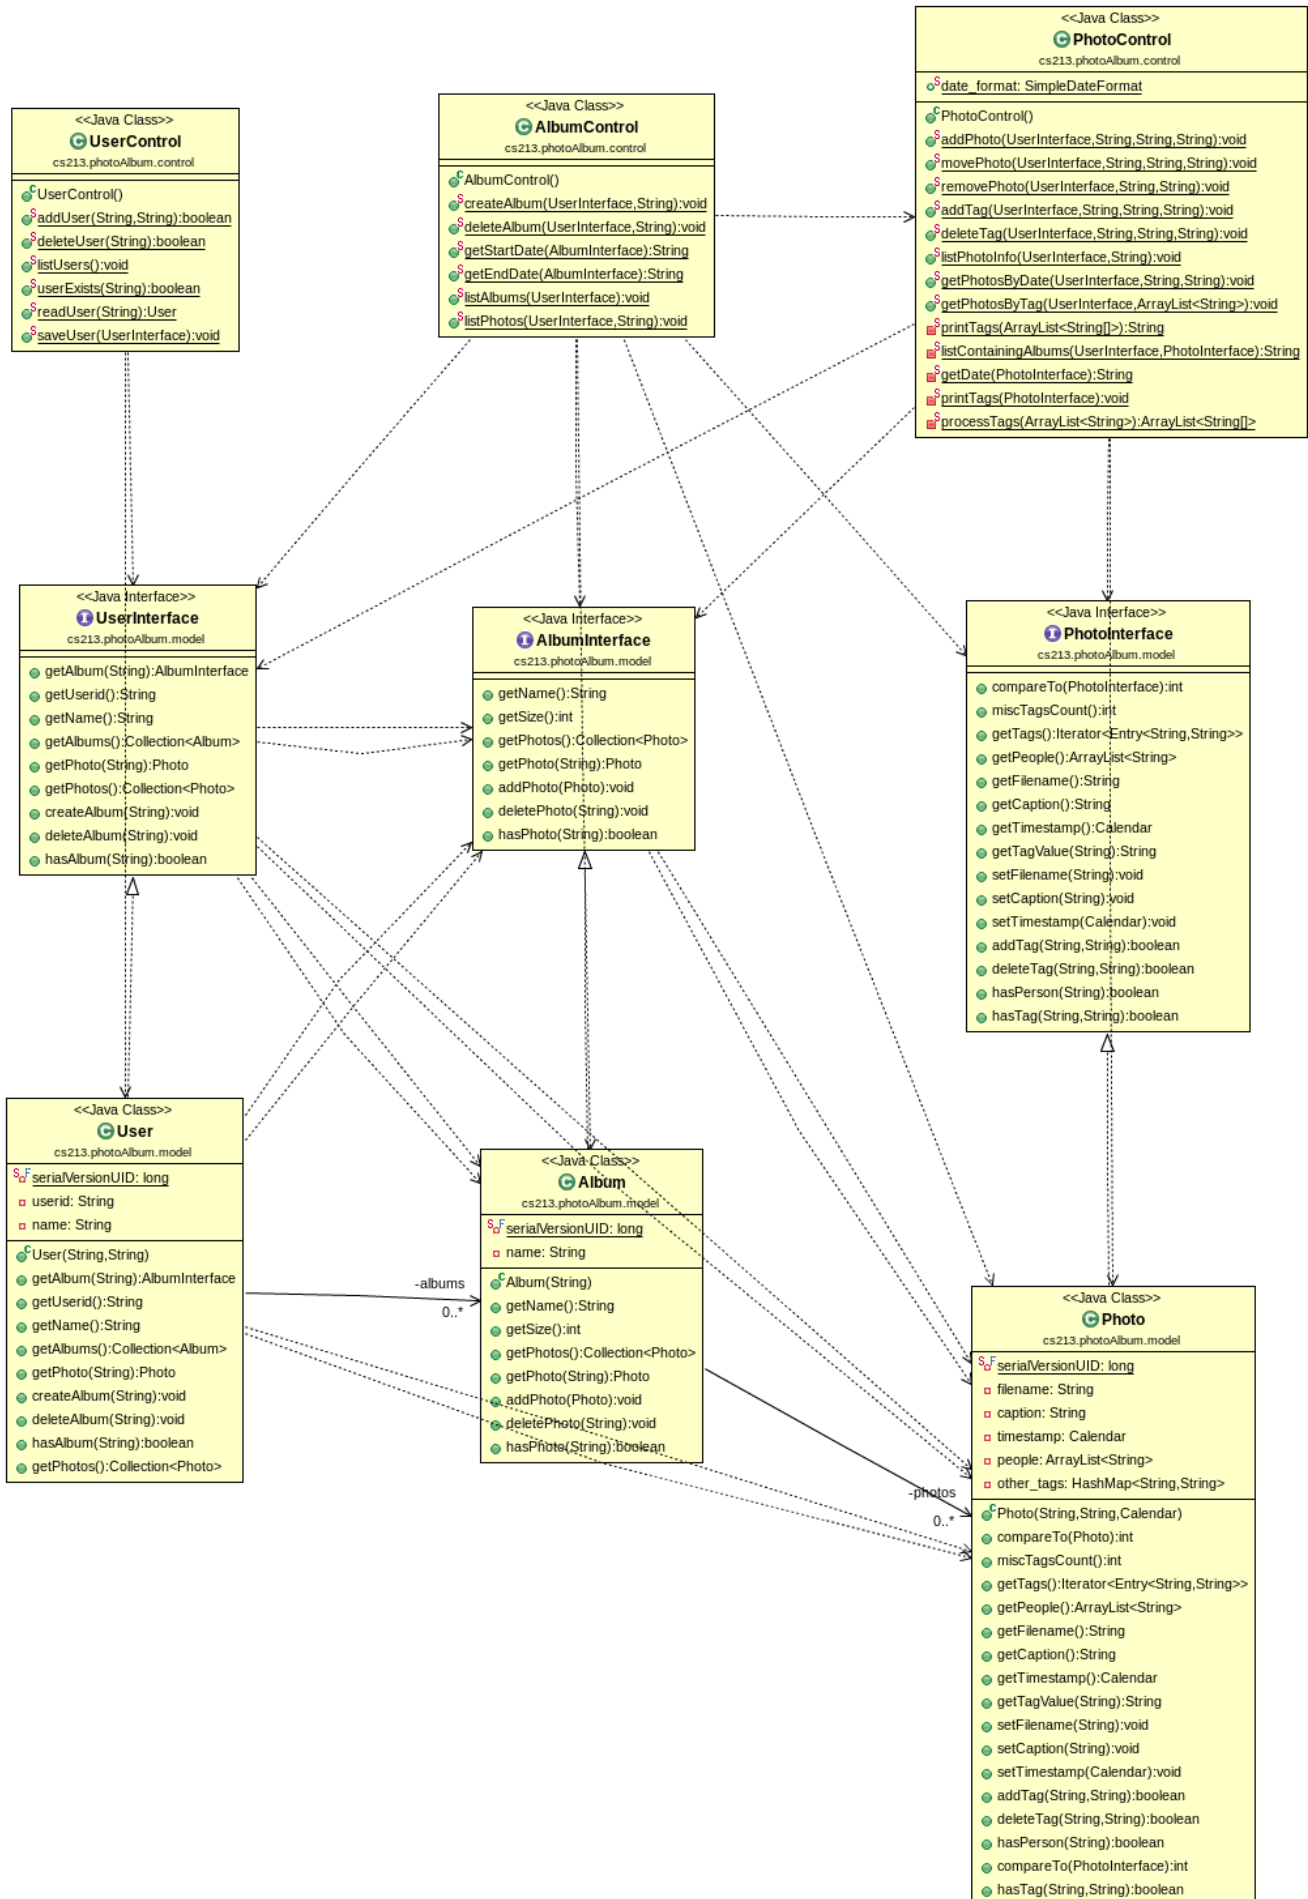 <<Java Class>>
PhotoControl
cs213.photoAlbum.control
date_format: SimpleDateFormat
PhotoControl()
addPhoto(UserInterface,String,String,String):void
movePhoto(UserInterface,String,String,String):void
removePhoto(UserInterface,String,String):void
addTag(UserInterface,String,String,String):void
deleteTag(UserInterface,String,String,String):void
listPhotoInfo(UserInterface,String):void
getPhotosByDate(UserInterface,String,String):void
getPhotosByTag(UserInterface,ArrayList<String>):void
printTags(ArrayList<String[]>):String
listContainingAlbums(UserInterface,PhotoInterface):String
getDate(PhotoInterface):String
printTags(PhotoInterface):void
processTags(ArrayList<String>):ArrayList<String[]>
<<Java Class>>
UserControl
cs213.photoAlbum.control
UserControl()
addUser(String,String):boolean
deleteUser(String):boolean
listUsers():void
userExists(String):boolean
readUser(String):User
saveUser(UserInterface):void
<<Java Class>>
AlbumControl
cs213.photoAlbum.control
AlbumControl()
createAlbum(UserInterface,String):void
deleteAlbum(UserInterface,String):void
getStartDate(AlbumInterface):String
getEndDate(AlbumInterface):String
listAlbums(UserInterface):void
listPhotos(UserInterface,String):void
<<Java Interface>>
UserInterface
cs213.photoAlbum.model
getAlbum(String):AlbumInterface
getUserid():String
getName():String
getAlbums():Collection<Album>
getPhoto(String):Photo
getPhotos():Collection<Photo>
createAlbum(String):void
deleteAlbum(String):void
hasAlbum(String):boolean
<<Java Interface>>
AlbumInterface
cs213.photoAlbum.model
getName():String
getSize():int
getPhotos():Collection<Photo>
getPhoto(String):Photo
addPhoto(Photo):void
deletePhoto(String):void
hasPhoto(String):boolean
<<Java Interface>>
PhotoInterface
cs213.photoAlbum.model
compareTo(PhotoInterface):int
miscTagsCount():int
getTags():Iterator<Entry<String,String>>
getPeople():ArrayList<String>
getFilename():String
getCaption():String
getTimestamp():Calendar
getTagValue(String):String
setFilename(String):void
setCaption(String):void
setTimestamp(Calendar):void
addTag(String,String):boolean
deleteTag(String,String):boolean
hasPerson(String):boolean
hasTag(String,String):boolean
<<Java Class>>
User
cs213.photoAlbum.model
serialVersionUID: long
userid: String
name: String
User(String,String)
getAlbum(String):AlbumInterface
getUserid():String
getName():String
getAlbums():Collection<Album>
getPhoto(String):Photo
createAlbum(String):void
deleteAlbum(String):void
hasAlbum(String):boolean
getPhotos():Collection<Photo>
-albums
0..*
<<Java Class>>
Album
cs213.photoAlbum.model
serialVersionUID: long
name: String
Album(String)
getName():String
getSize():int
getPhotos():Collection<Photo>
getPhoto(String):Photo
addPhoto(Photo):void
deletePhoto(String):void
hasPhoto(String):boolean
-photos
0..*
<<Java Class>>
Photo
cs213.photoAlbum.model
serialVersionUID: long
filename: String
caption: String
timestamp: Calendar
people: ArrayList<String>
other_tags: HashMap<String,String>
Photo(String,String,Calendar)
compareTo(Photo):int
miscTagsCount():int
getTags():Iterator<Entry<String,String>>
getPeople():ArrayList<String>
getFilename():String
getCaption():String
getTimestamp():Calendar
getTagValue(String):String
setFilename(String):void
setCaption(String):void
setTimestamp(Calendar):void
addTag(String,String):boolean
deleteTag(String,String):boolean
hasPerson(String):boolean
compareTo(PhotoInterface):int
hasTag(String,String):boolean